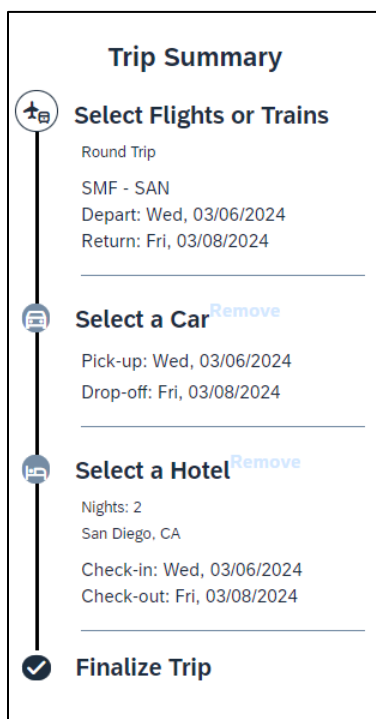 Trip Summary
Select Flights or Trains
Round Trip
SMF - SAN
Depart: Wed, 03/06/2024
Return: Fri, 03/08/2024
Select a Car Remove
Pick-up: Wed, 03/06/2024
Drop-off: Fri, 03/08/2024
Select a Hotel Remove
Nights: 2
San Diego, CA
Check-in: Wed, 03/06/2024
Check-out: Fri, 03/08/2024
Finalize Trip